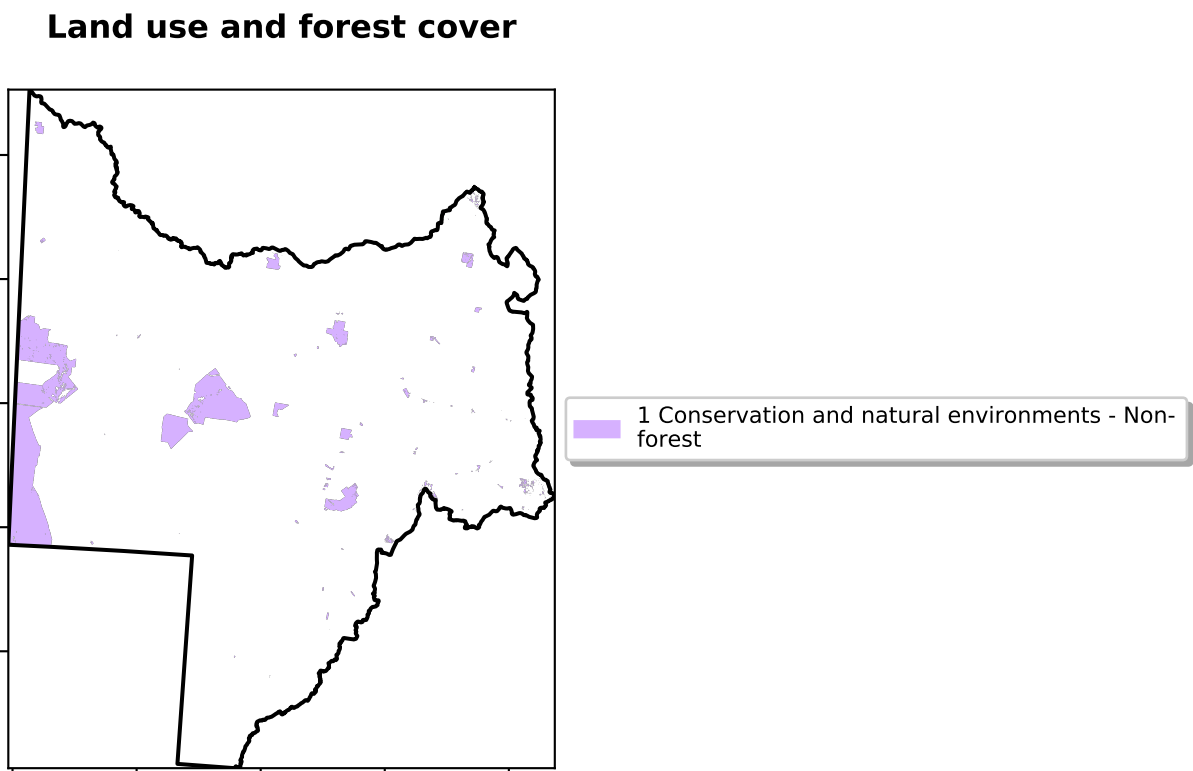 Land use and forest cover
1 Conservation and natural environments - Non-
forest